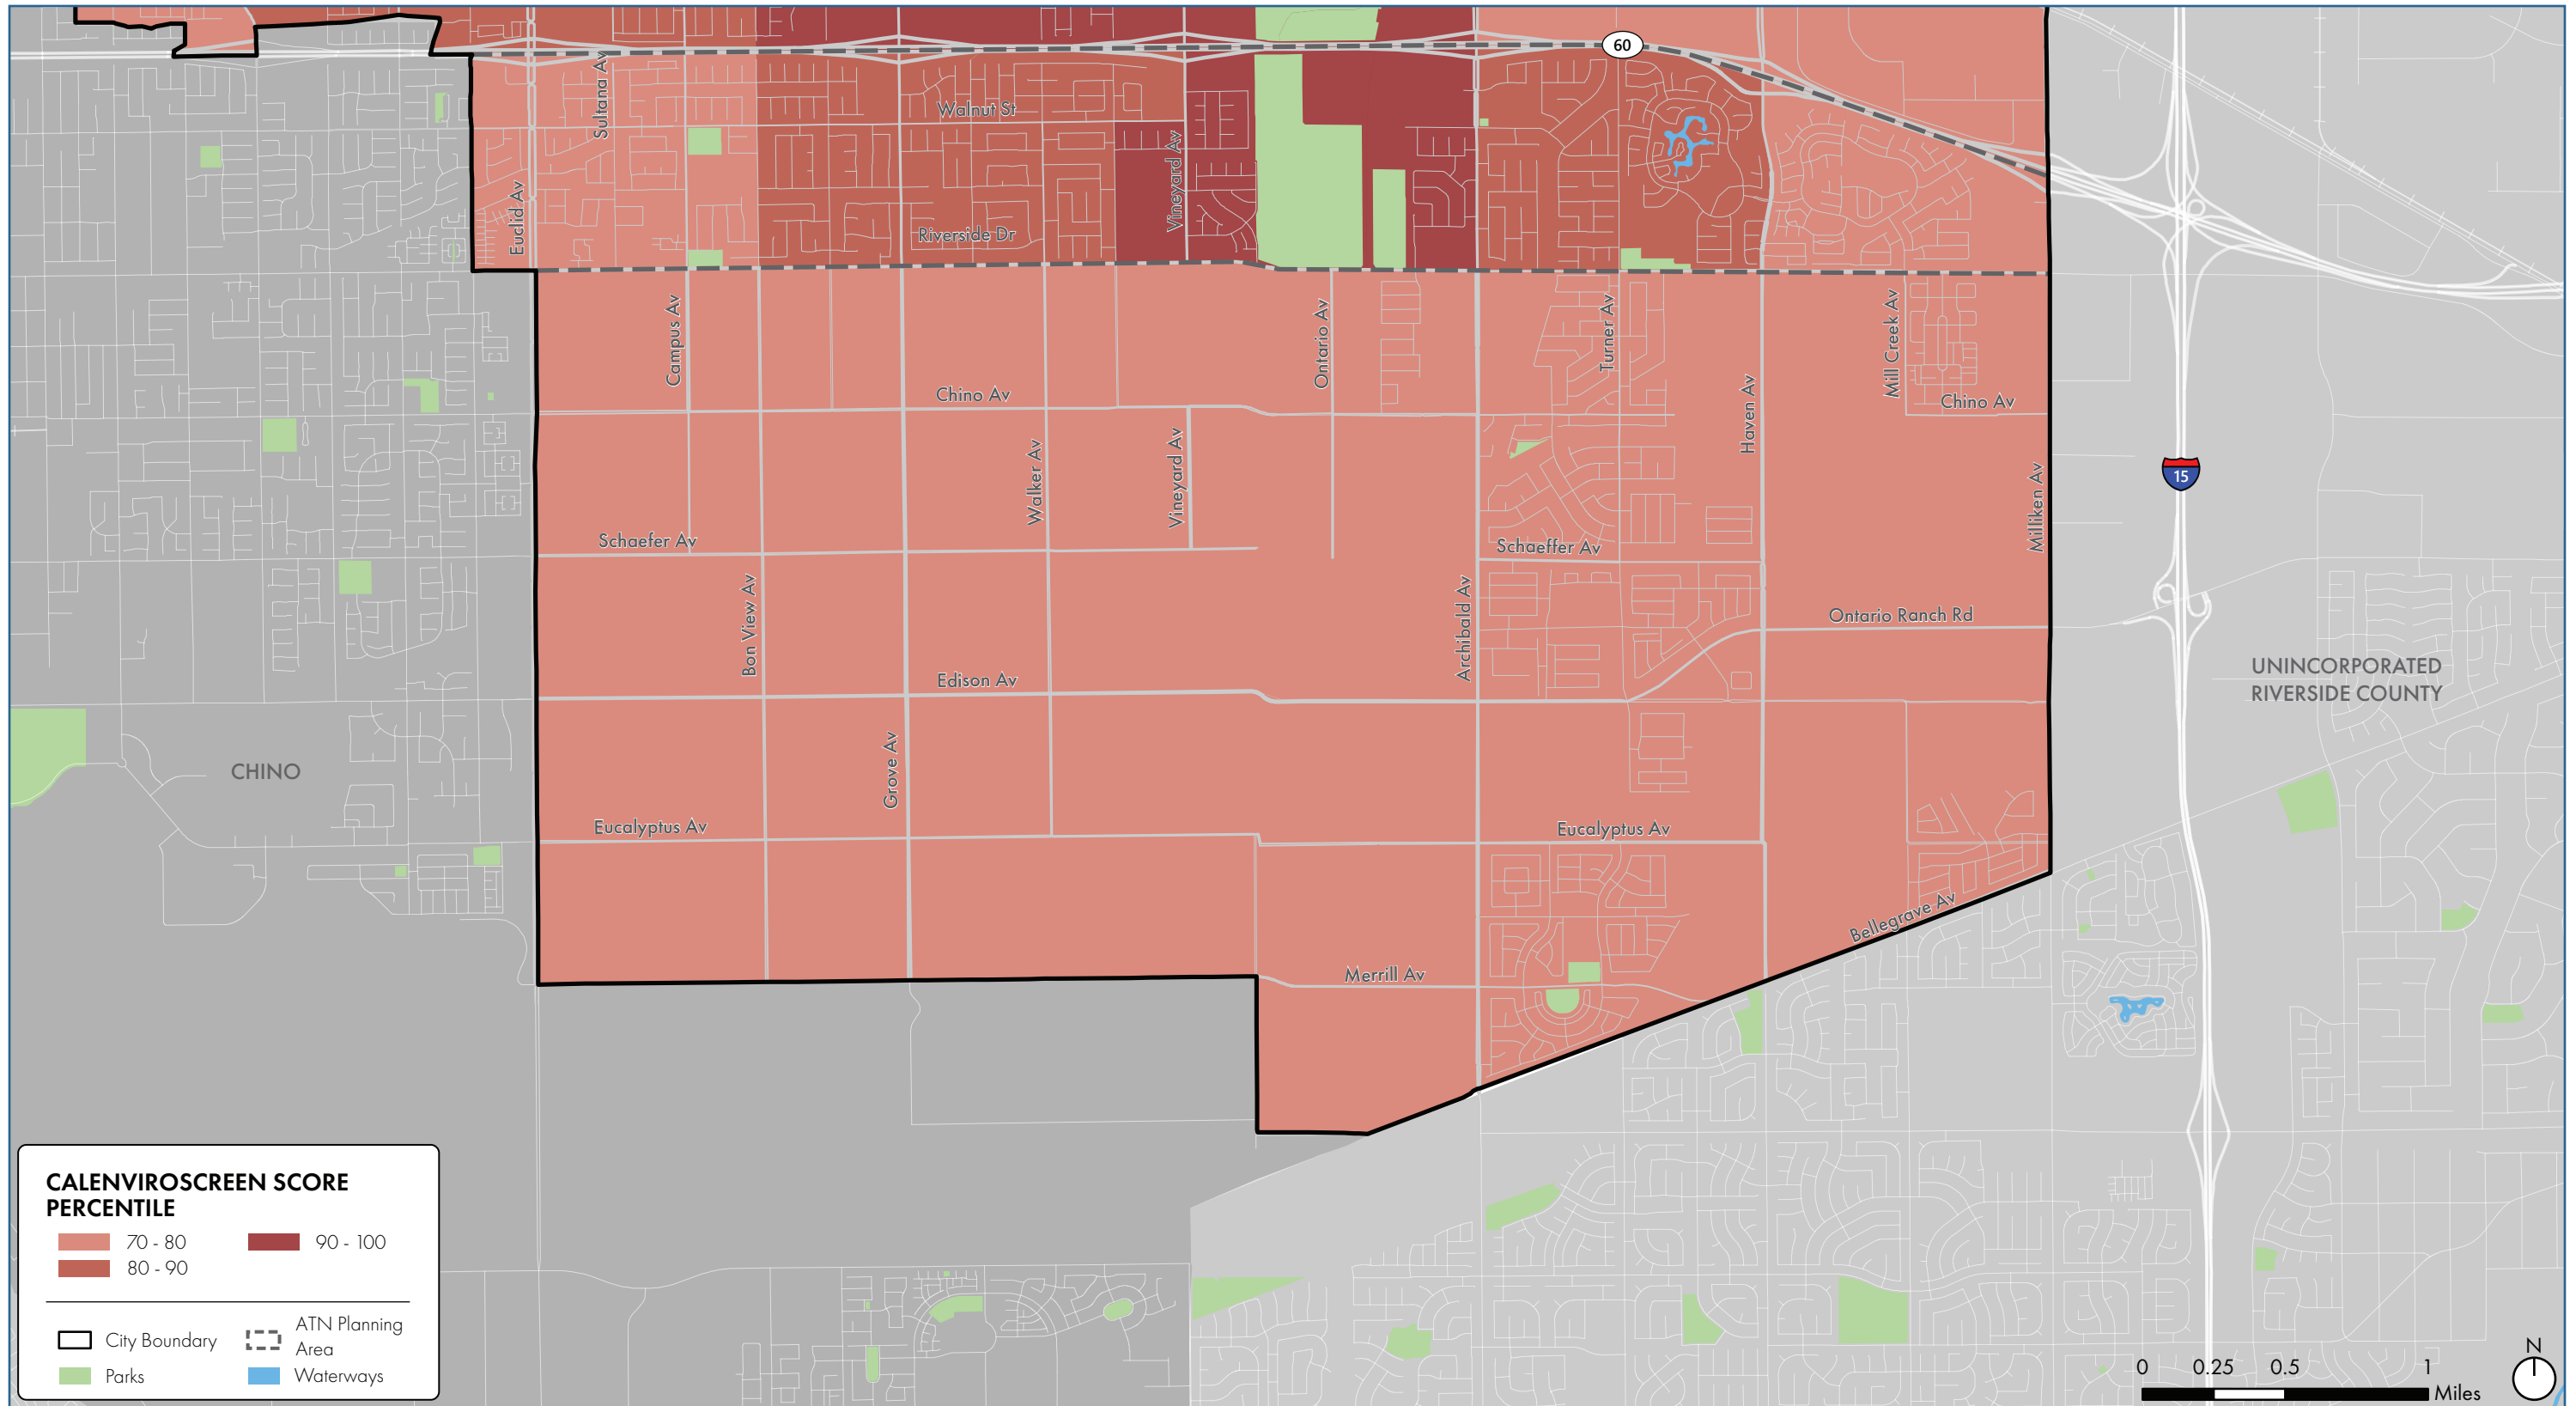 60
Sultana Av
Walnut St
Vineyard Av
Euclid Av
Riverside Dr
Campus Av
Ontario Av
Turner Av
Mill Creek Av
Chino Av
Chino Av
Haven Av
Walker Av
Vineyard Av
Milliken Av
15
Schaefer Av
Schaeffer Av
Bon View Av
Archibald Av
Ontario Ranch Rd
Edison Av
UNINCORPORATED
RIVERSIDE COUNTY
Grove Av
CHINO
Eucalyptus Av
Eucalyptus Av
Bellegrave Av
Merrill Av
CALENVIROSCREEN SCORE
PERCENTILE
70 - 80
90 - 100
80 - 90
City Boundary
ATN Planning
Area
Parks
Waterways
0 0.25 0.5 1
Miles
N